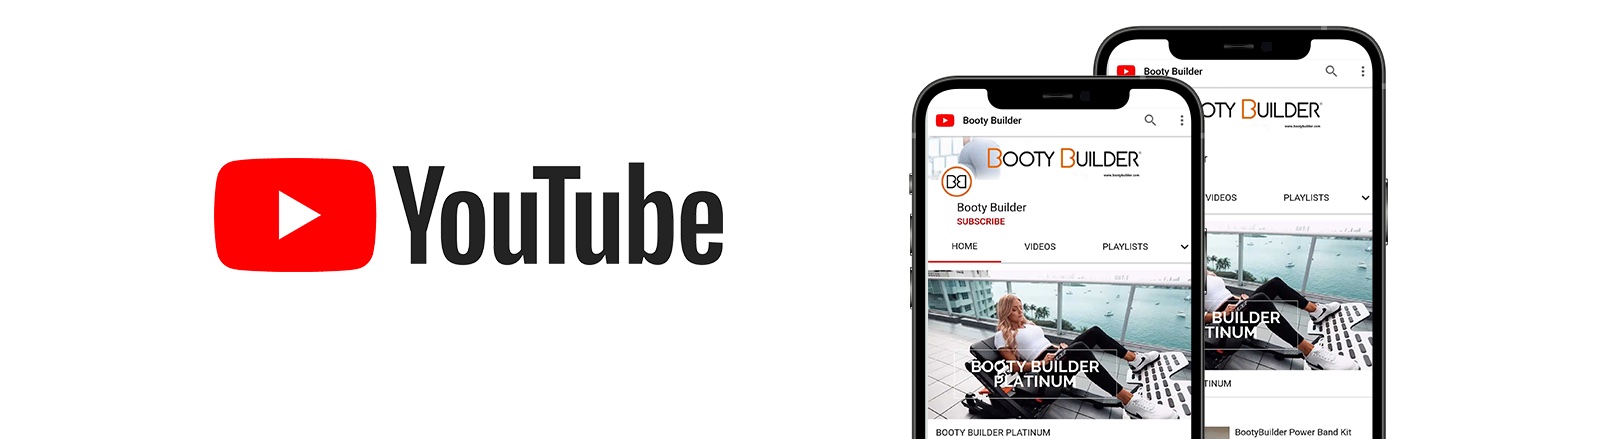 YouTube
Booty Builder
BOOTY BUILDER
www.bootybuilder.com
BB
Booty Builder
SUBSCRIBE
HOME VIDEOS PLAYLISTS
BOOTY BUILDER
PLATINUM
BOOTY BUILDER PLATINUM
Booty Builder
OTY BUILDER
www.bootybuilder.com
VIDEOS PLAYLISTS
BUILDER
TINUM
TINUM
BootyBuilder Power Band Kit